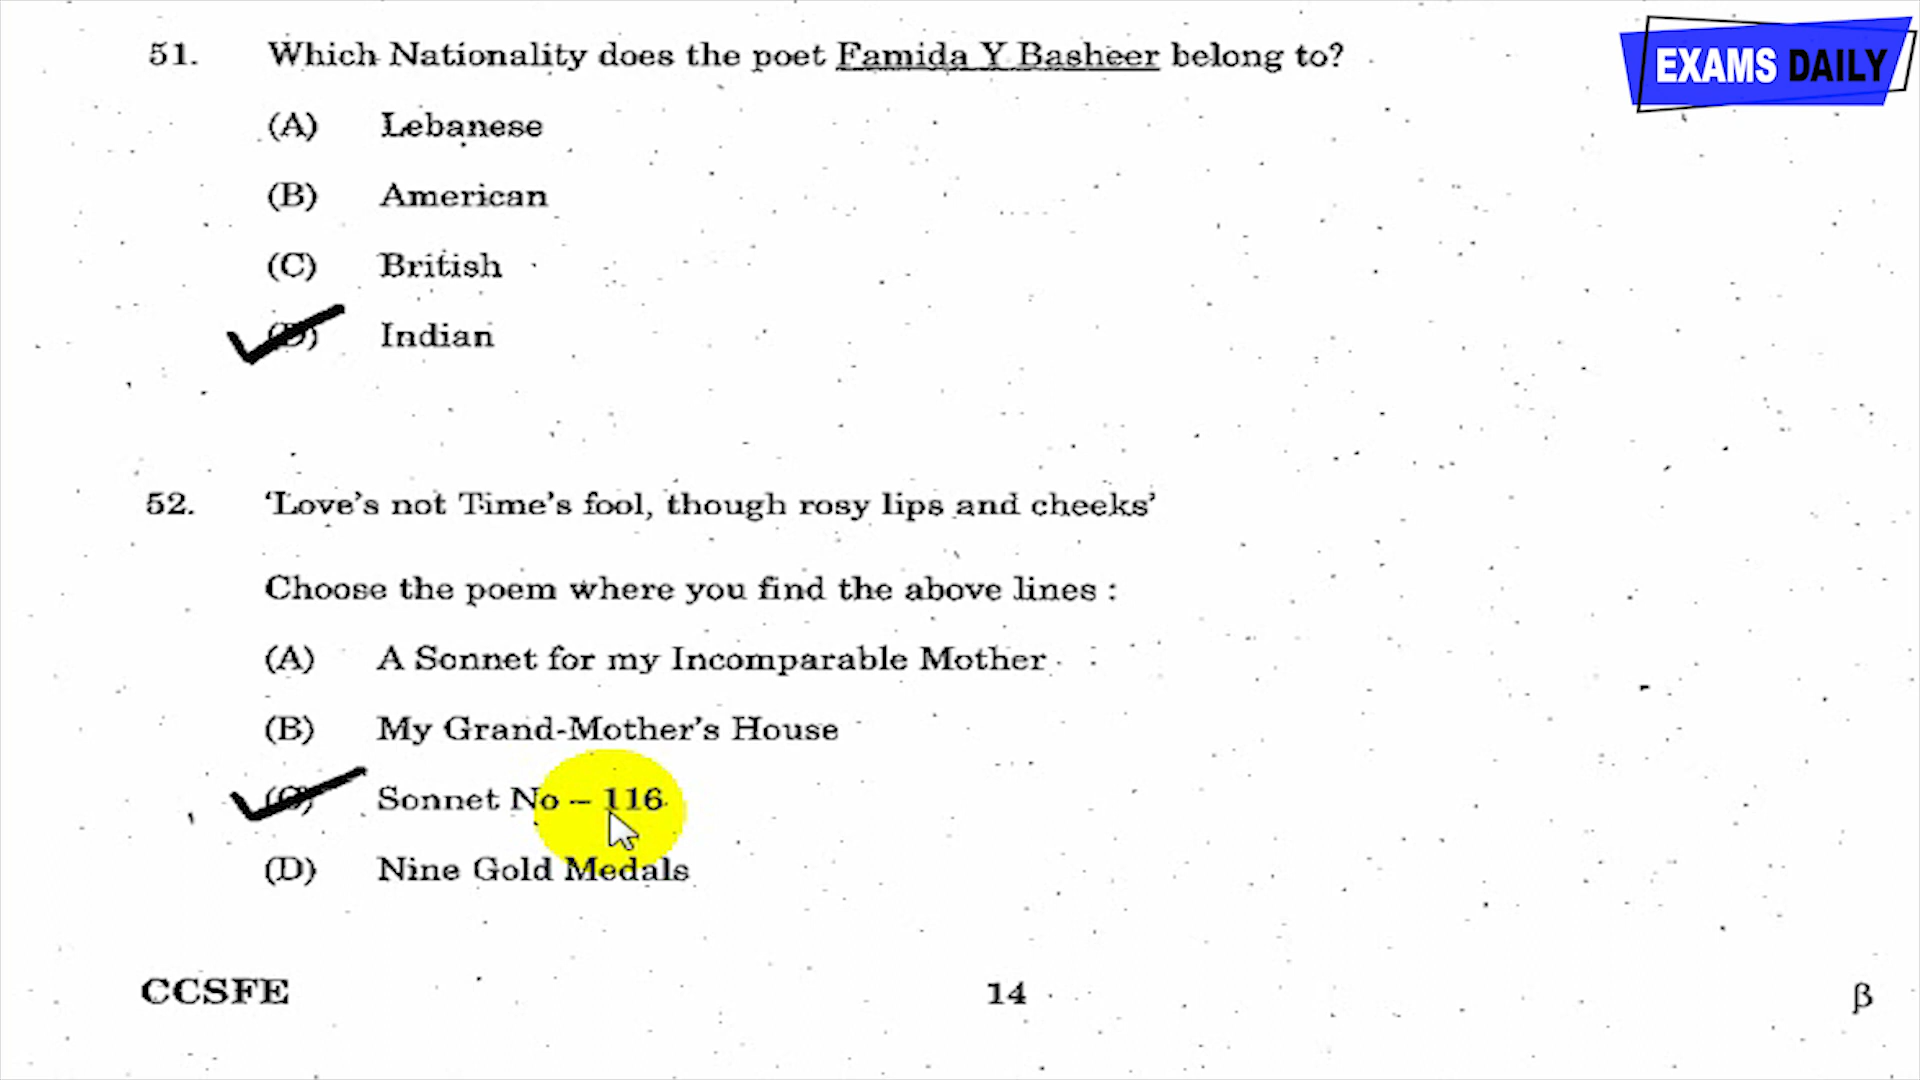 EXAMS DAILY
51. Which Nationality does the poet Famida Y Basheer belong to?
(A) Lebanese
(B) American
(C) British
(D) Indian
52. 'Love's not Time's fool, though rosy lips and cheeks'
Choose the poem where you find the above lines :
(A) A Sonnet for my Incomparable Mother
(B) My Grand-Mother's House
(C) Sonnet No – 116
(D) Nine Gold Medals
CCSFE 14 β